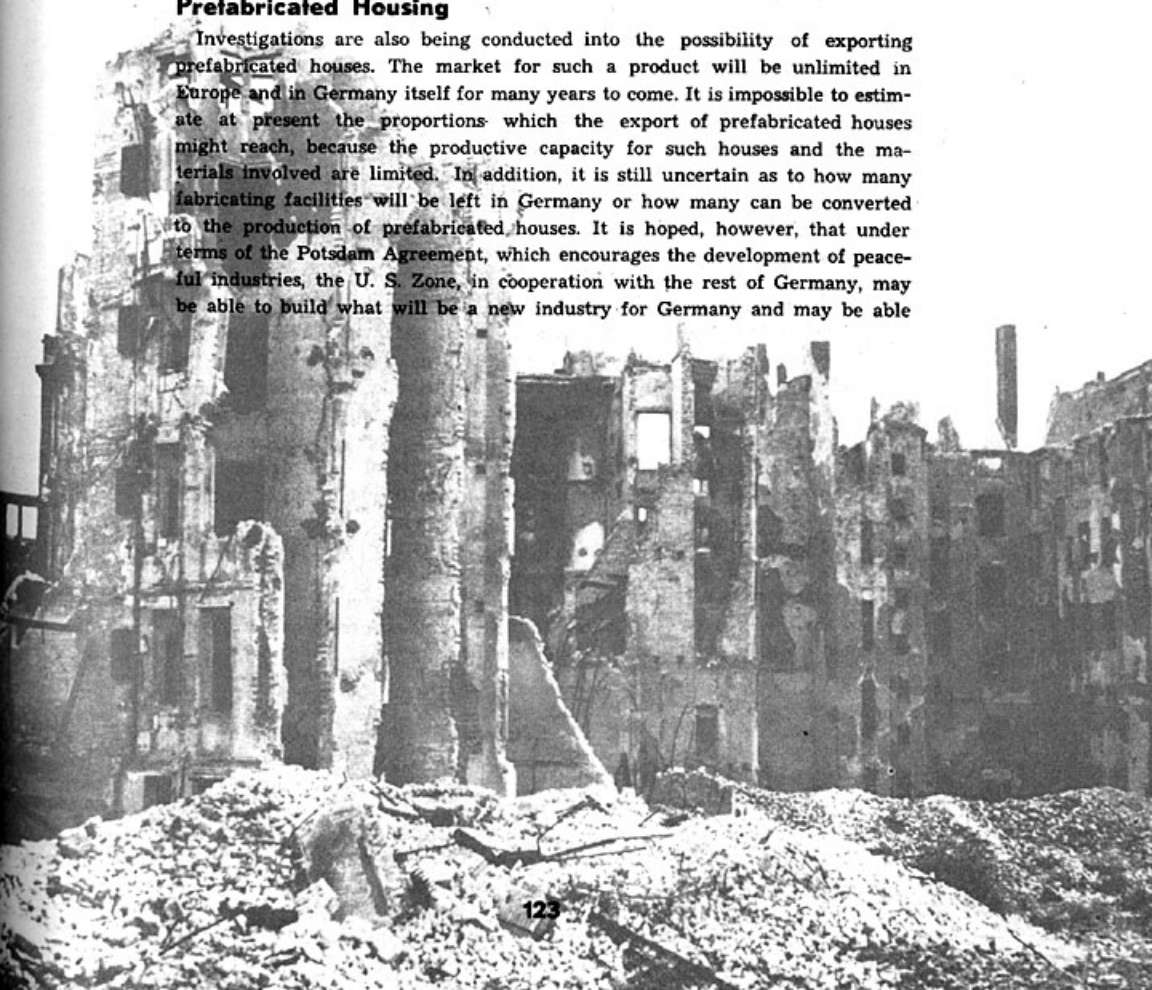 Prefabricated Housing
Investigations are also being conducted into the possibility of exporting
prefabricated houses. The market for such a product will be unlimited in
Europe and in Germany itself for many years to come. It is impossible to estim-
ate at present the proportions which the export of prefabricated houses
might reach, because the productive capacity for such houses and the ma-
terials involved are limited. In addition, it is still uncertain as to how many
fabricating facilities will be left in Germany or how many can be converted
to the production of prefabricated houses. It is hoped, however, that under
terms of the Potsdam Agreement, which encourages the development of peace-
ful industries, the U. S. Zone, in cooperation with the rest of Germany, may
be able to build what will be a new industry for Germany and may be able
123